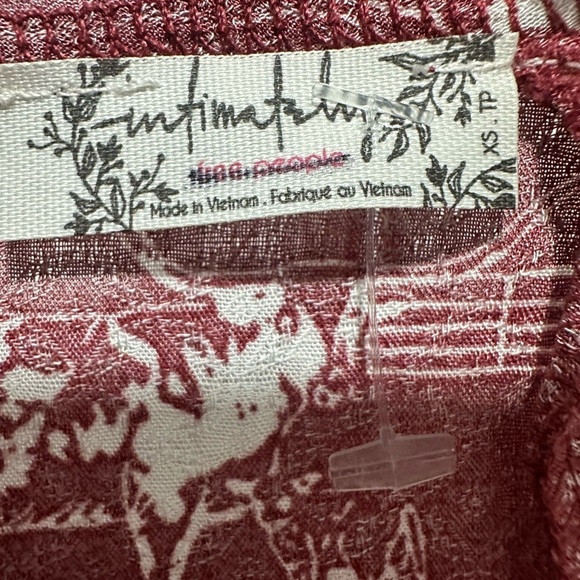 intimately
free people
Made in Vietnam . Fabriqué au Vietnam
XS . TP